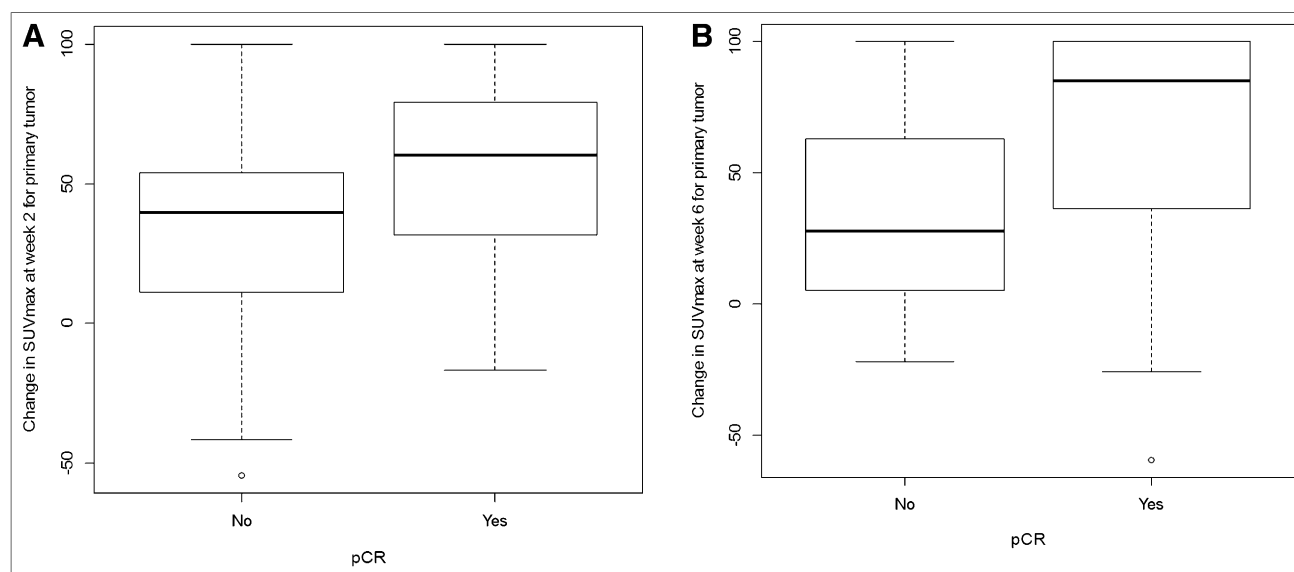 A
Change in SUVmax at week 2 for primary tumor
100
50
0
-50
No
Yes
pCR
B
Change in SUVmax at week 6 for primary tumor
100
50
0
-50
No
Yes
pCR